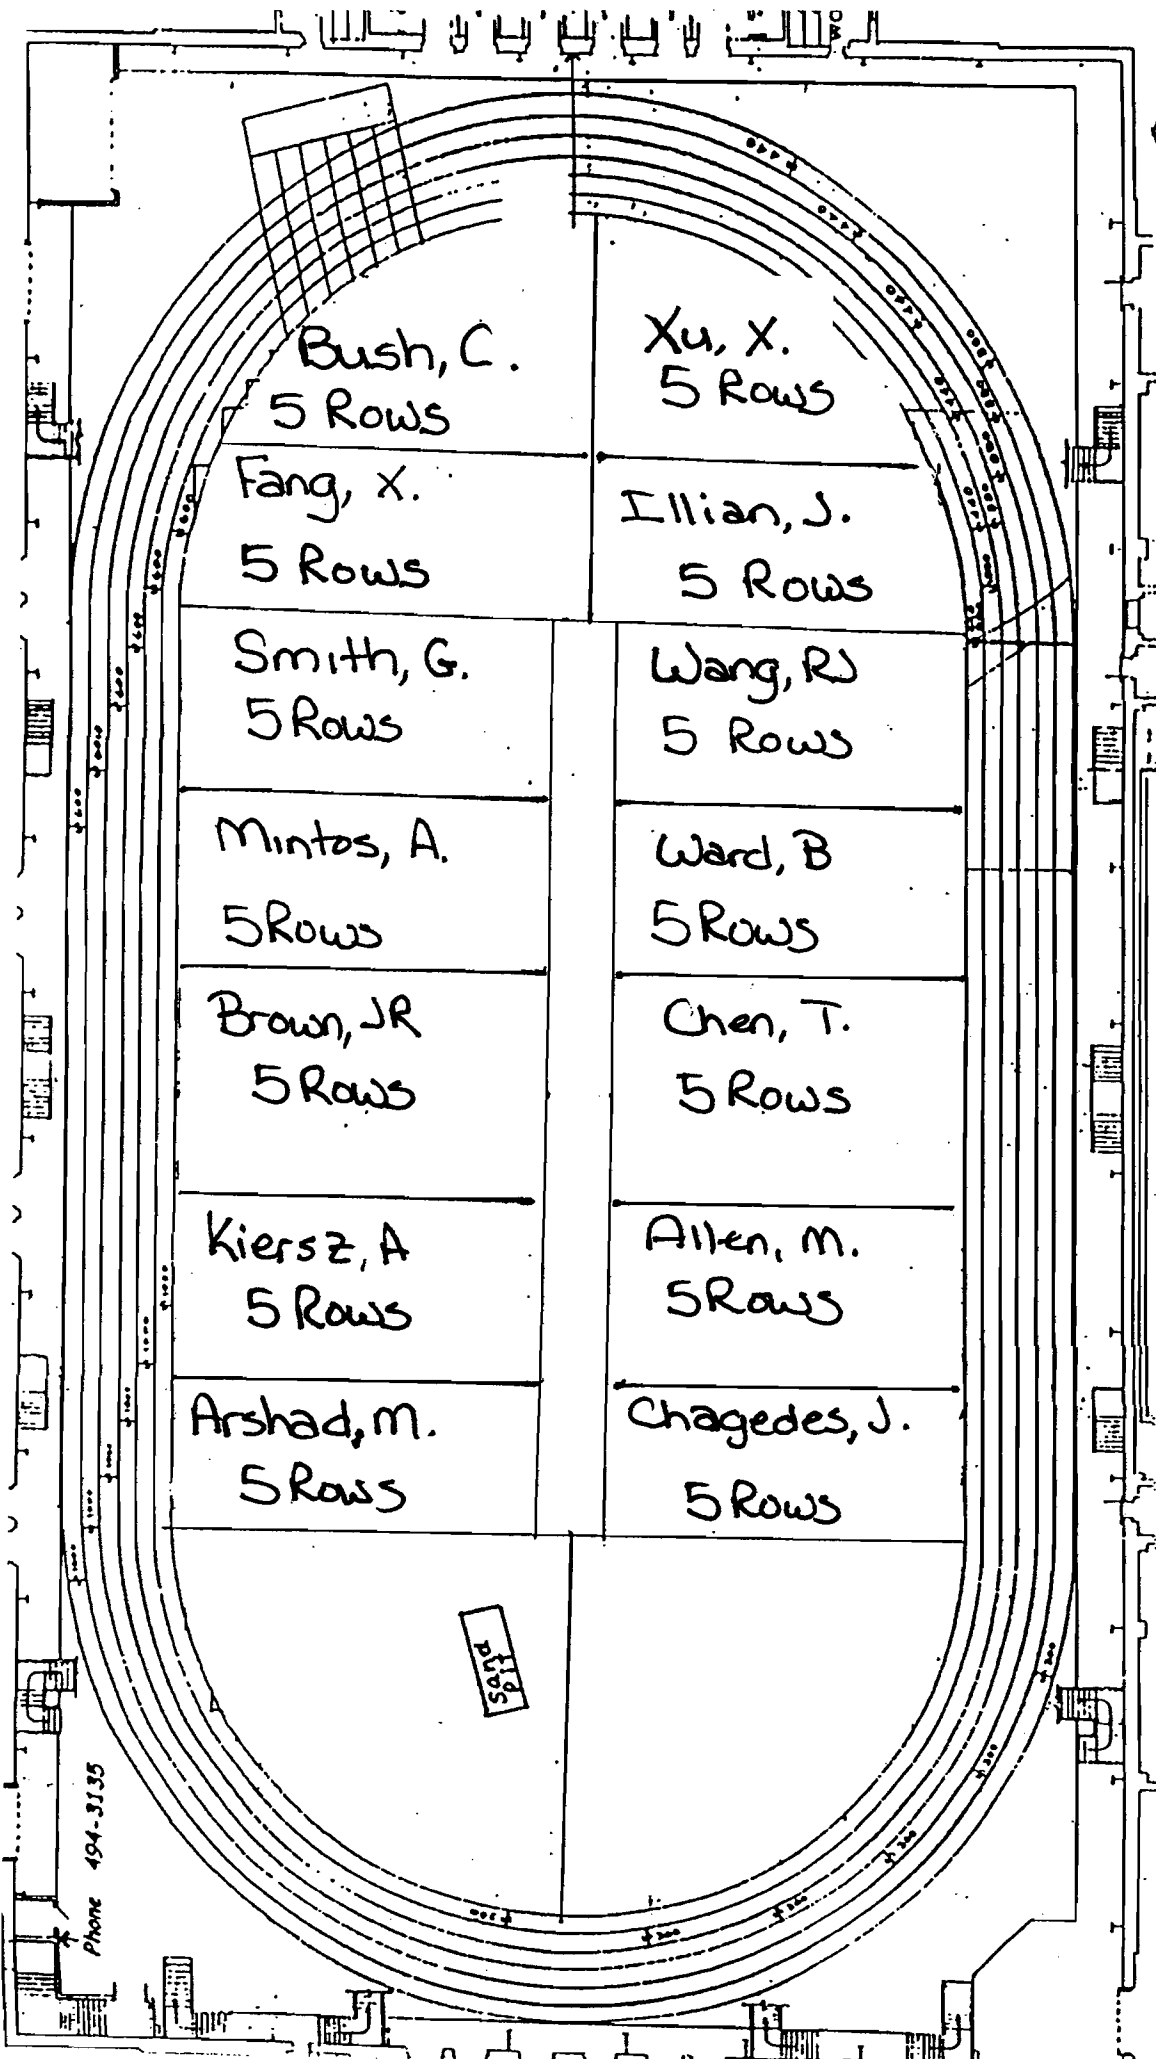 Bush, C.
5 Rows
Xu, X.
5 Rows
Fang, X.
5 Rows
Illian, J.
5 Rows
Smith, G.
5 Rows
Wang, RJ
5 Rows
Mintos, A.
5 Rows
Ward, B
5 Rows
Brown, JR
5 Rows
Chen, T.
5 Rows
Kiersz, A
5 Rows
Allen, M.
5 Rows
Arshad, M.
5 Rows
Chagedes, J.
5 Rows
Sand
Pit
Phone 494-3135